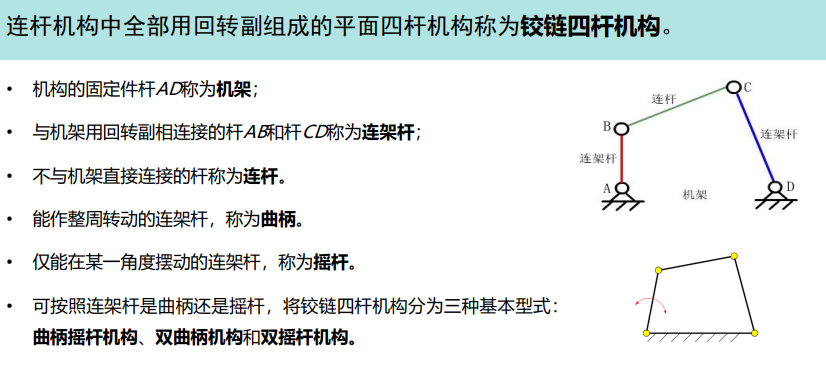 连杆机构中全部用回转副组成的平面四杆机构称为铰链四杆机构。
• 机构的固定件杆AD称为机架；
• 与机架用回转副相连接的杆AB和杆CD称为连架杆；
• 不与机架直接连接的杆称为连杆。
• 能作整周转动的连架杆，称为曲柄。
• 仅能在某一角度摆动的连架杆，称为摇杆。
• 可按照连架杆是曲柄还是摇杆，将铰链四杆机构分为三种基本型式：
曲柄摇杆机构、双曲柄机构和双摇杆机构。
C
连杆
B
连架杆
连架杆
A
机架
D